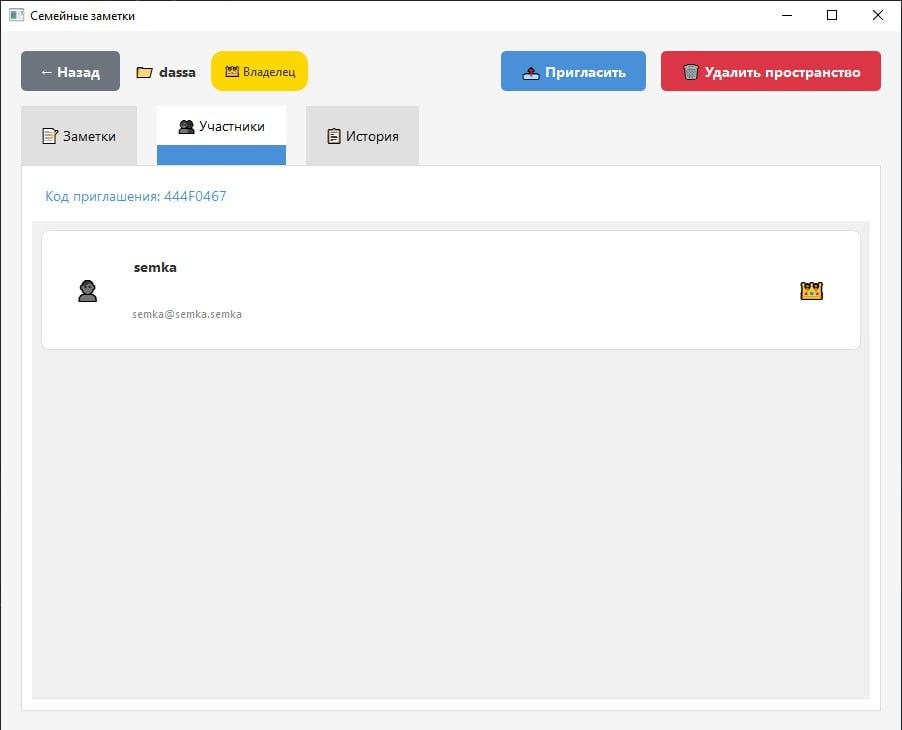 Семейные заметки
← Назад
dassa
Владелец
Пригласить
Удалить пространство
Заметки
Участники
История
Код приглашения: 444F0467
semka
semka@semka.semka